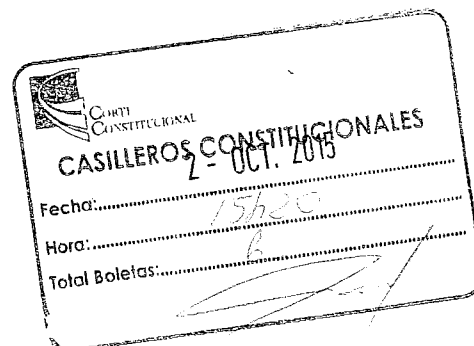 CORTE
CONSTITUCIONAL
CASILLEROS CONSTITUCIONALES
2 - OCT. 2015
Fecha:
15h20
Hora:
Total Boletas: